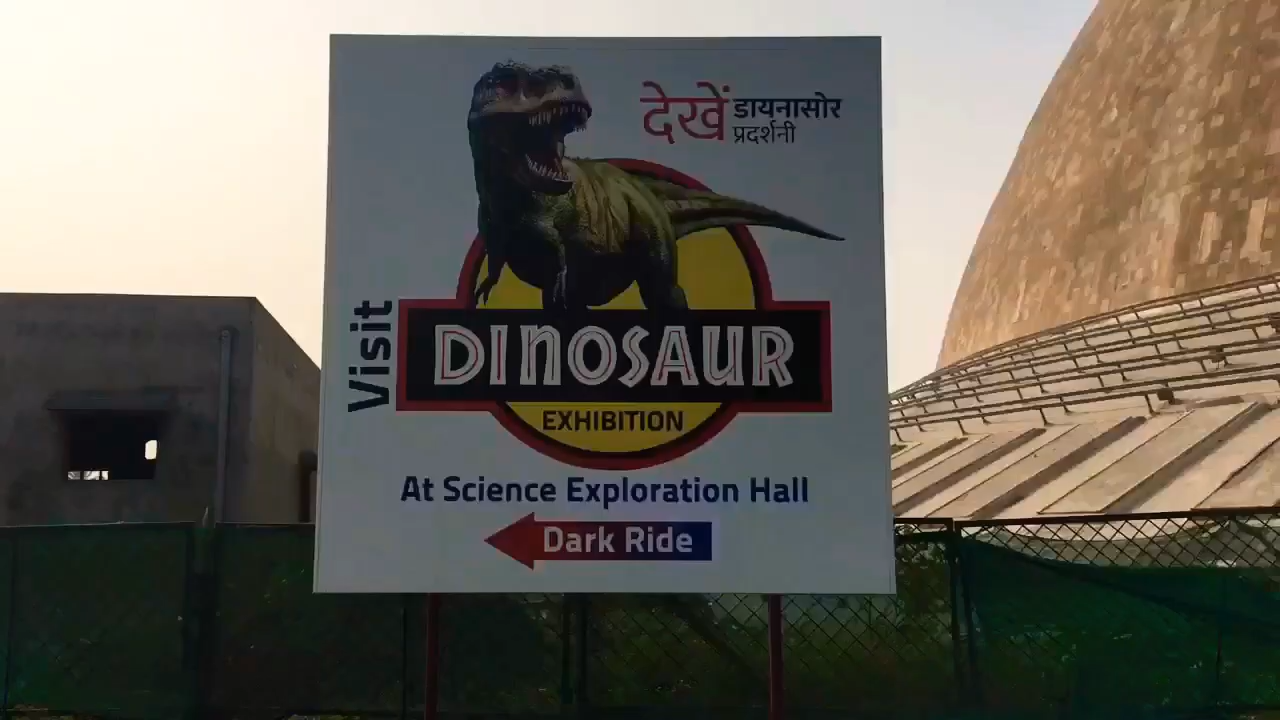 देखें डायनासोर
प्रदर्शनी
Visit
DINOSAUR
EXHIBITION
At Science Exploration Hall
Dark Ride